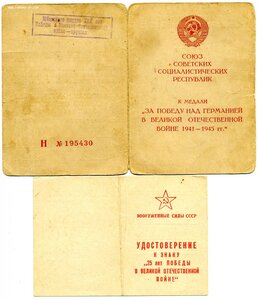 Н № 195430
СОЮЗ
СОВЕТСКИХ
СОЦИАЛИСТИЧЕСКИХ
РЕСПУБЛИК
К МЕДАЛИ
„ЗА ПОБЕДУ НАД ГЕРМАНИЕЙ
В ВЕЛИКОЙ ОТЕЧЕСТВЕННОЙ
ВОЙНЕ 1941—1945 гг."
ВООРУЖЕННЫЕ СИЛЫ СССР
УДОСТОВЕРЕНИЕ
К ЗНАКУ
„25 лет ПОБЕДЫ
В ВЕЛИКОЙ ОТЕЧЕСТВЕННОЙ
ВОЙНЕ"